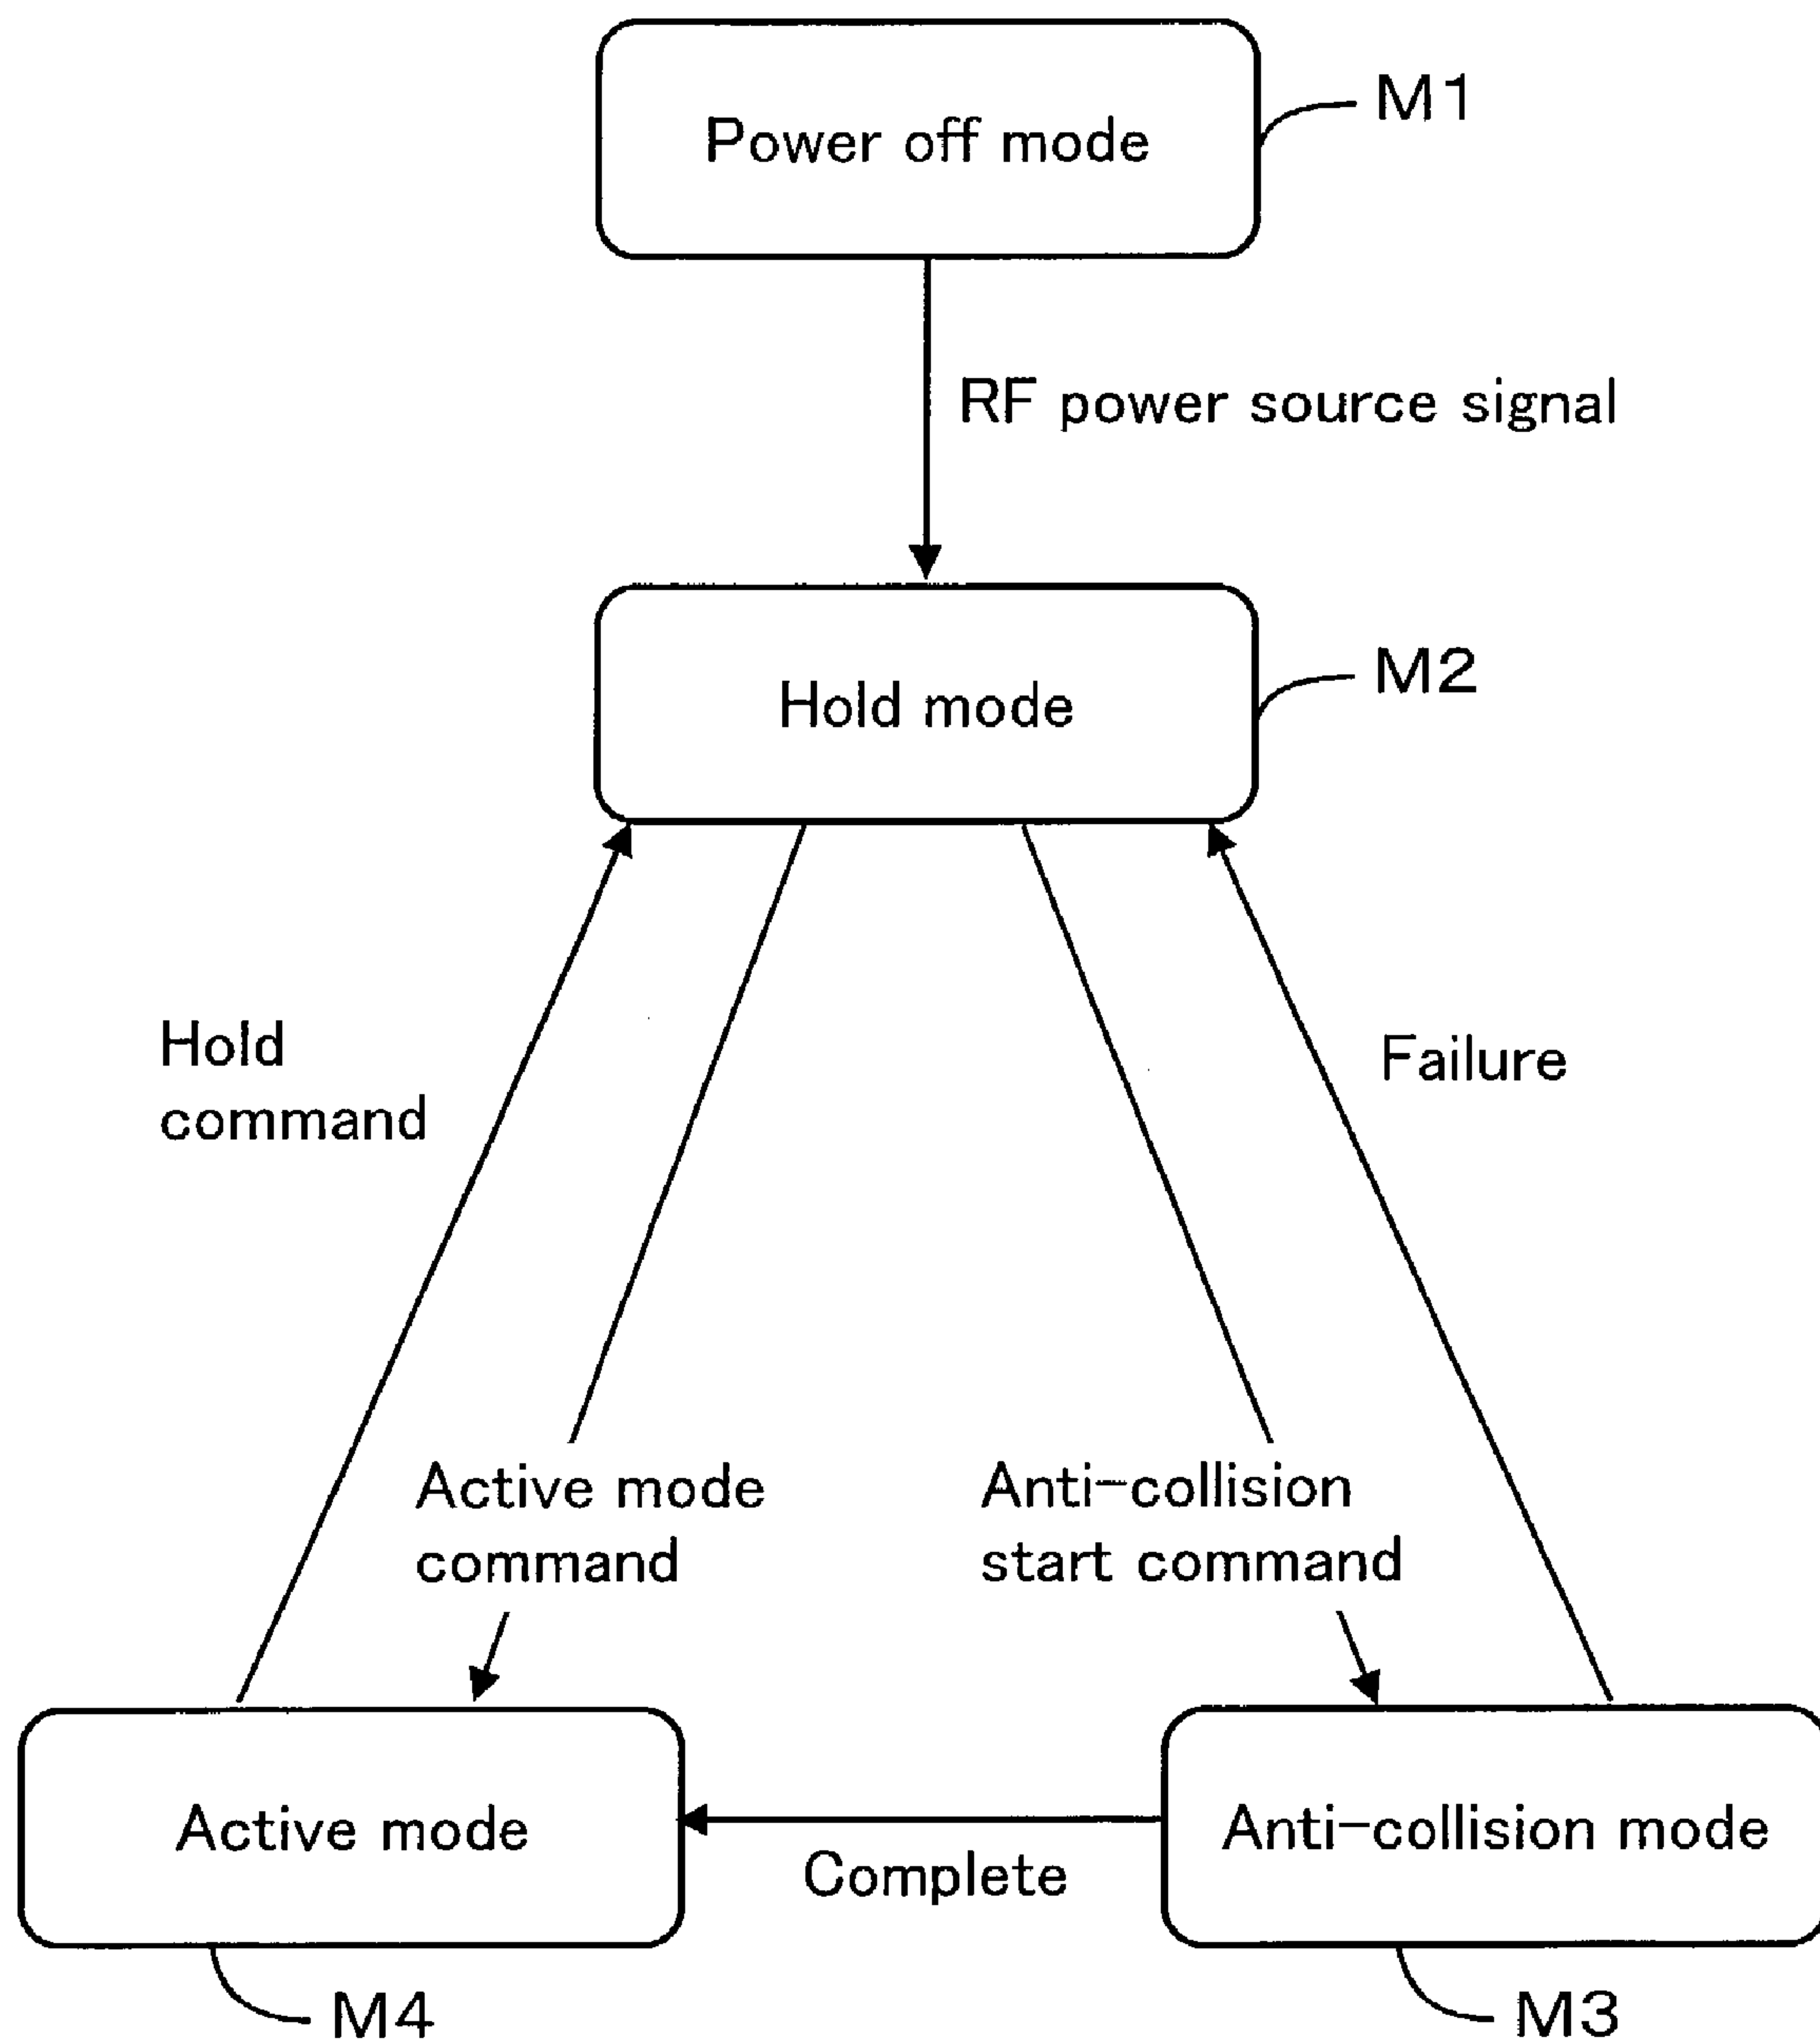 Power off mode
M1
RF power source signal
Hold mode
M2
Hold
command
Failure
Active mode
command
Anti-collision
start command
Active mode
Complete
Anti-collision mode
M4
M3